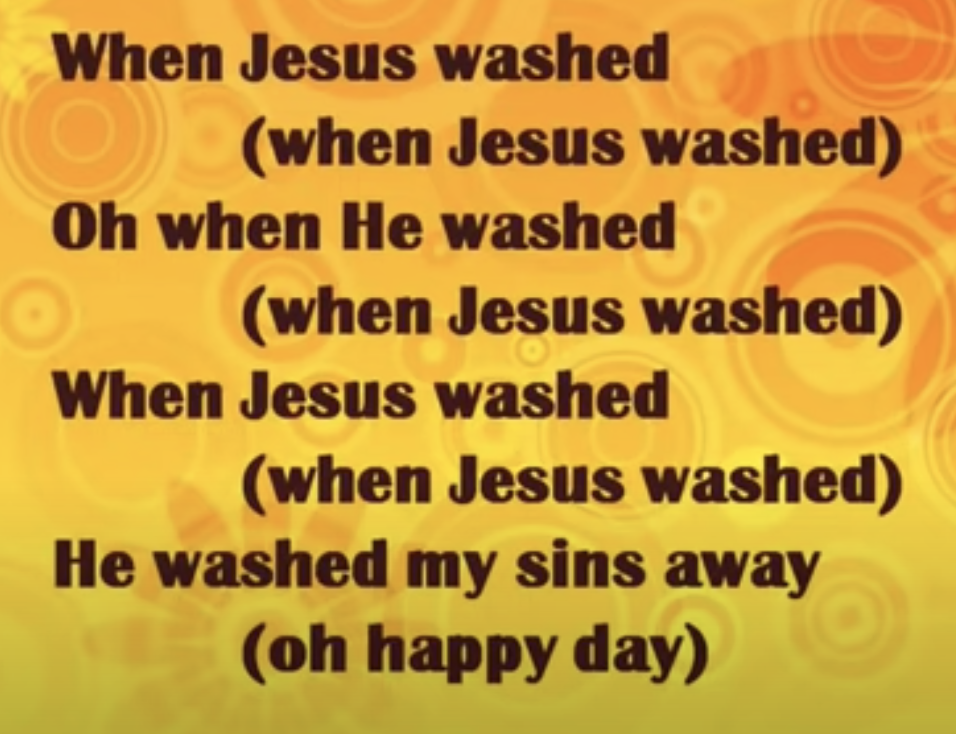 When Jesus washed
(when Jesus washed)
Oh when He washed
(when Jesus washed)
When Jesus washed
(when Jesus washed)
He washed my sins away
(oh happy day)